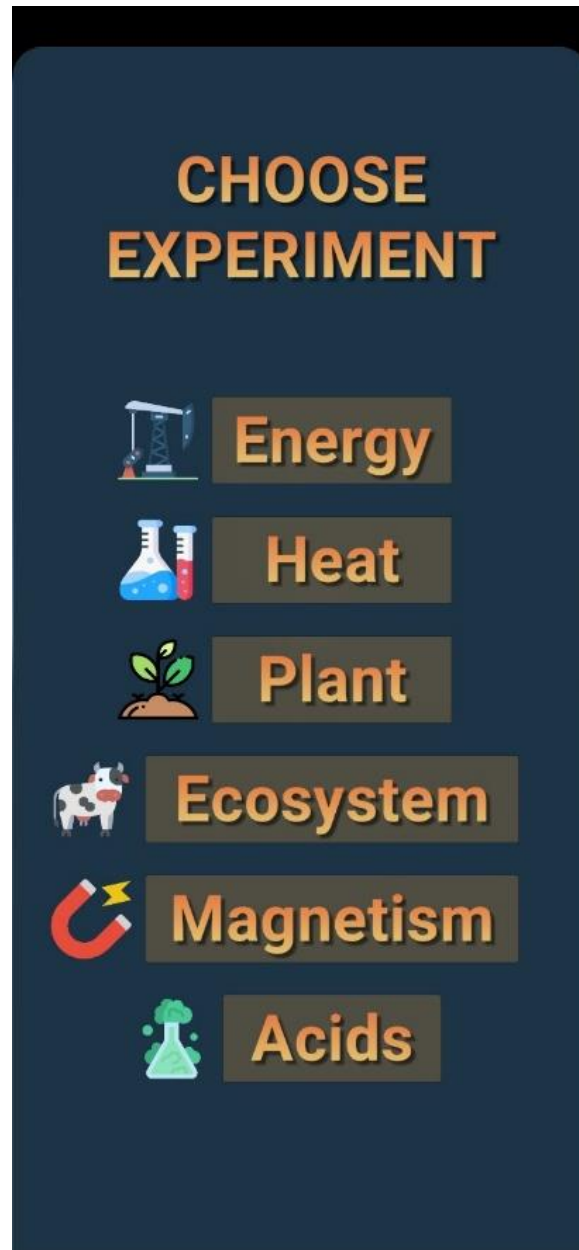 CHOOSE
EXPERIMENT
Energy
Heat
Plant
Ecosystem
Magnetism
Acids